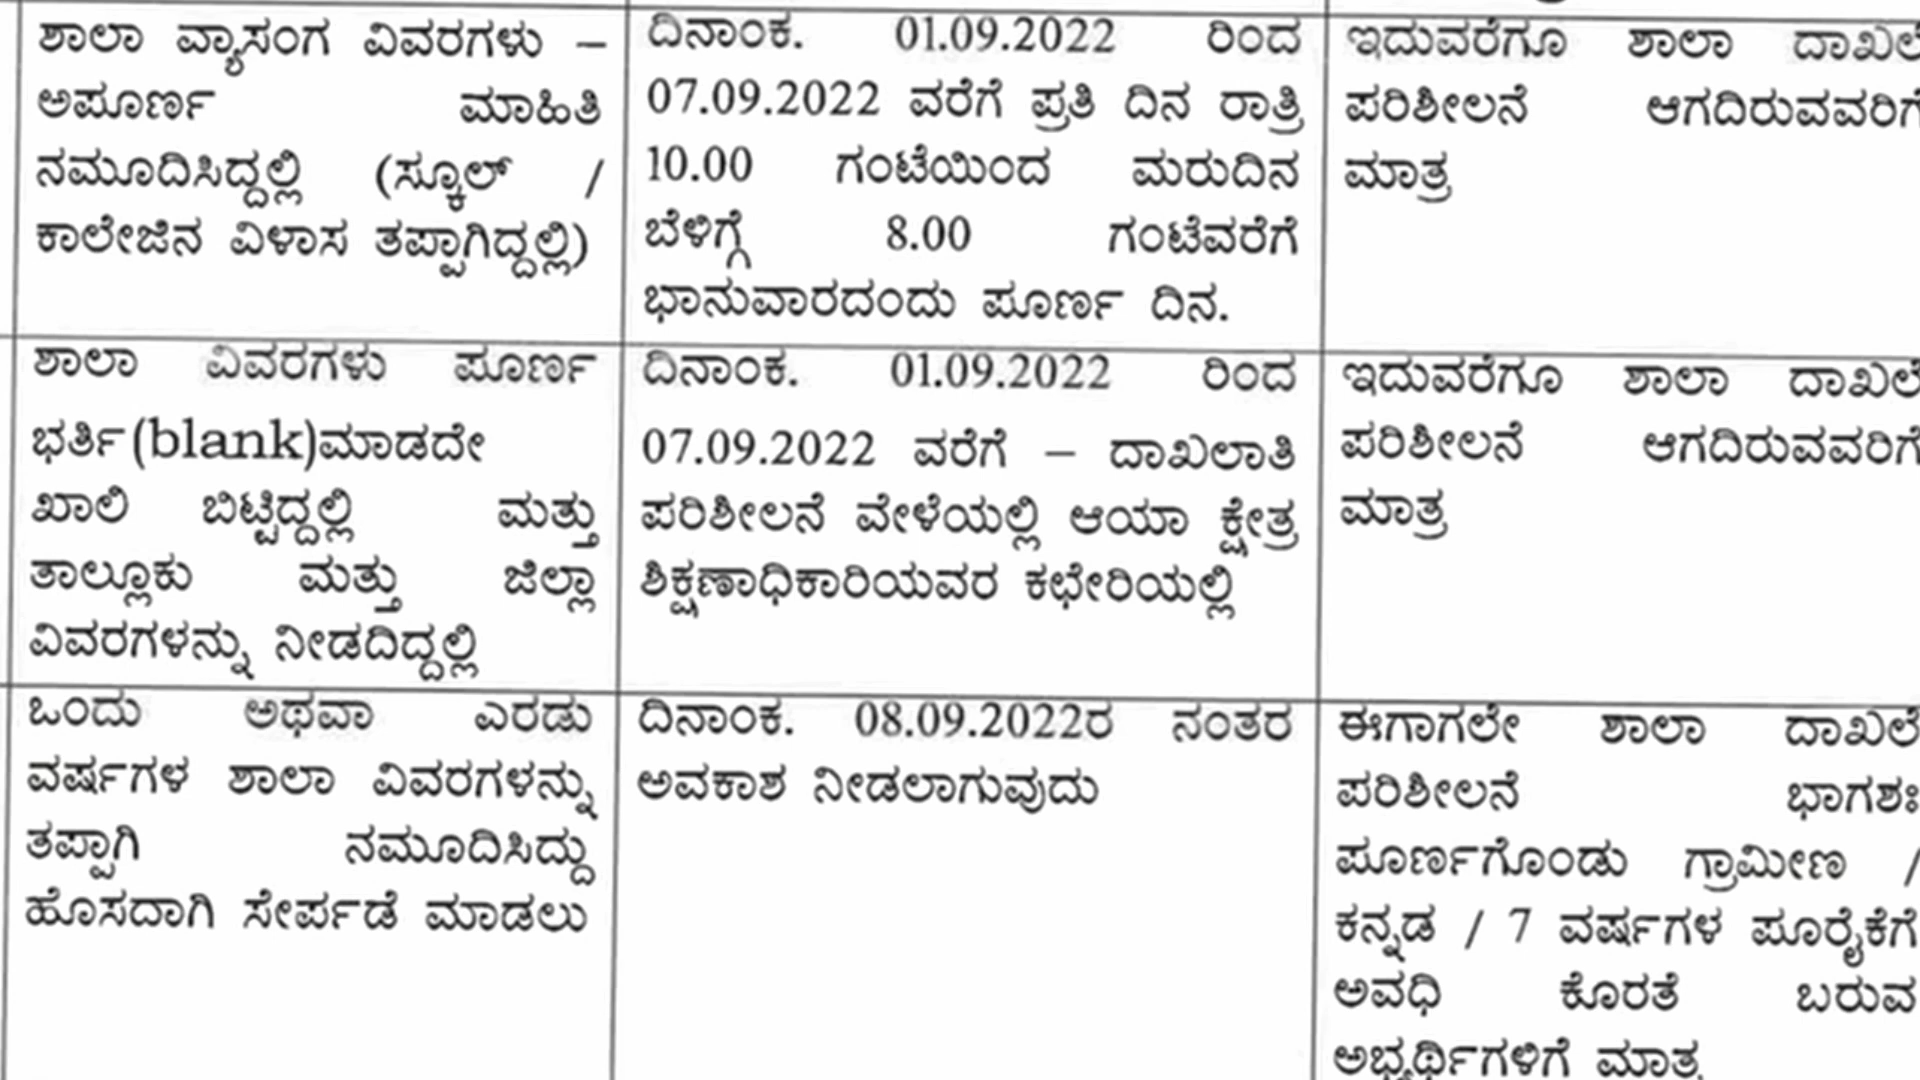 ಶಾಲಾ ವ್ಯಾಸಂಗ ವಿವರಗಳು –
ಅಪೂರ್ಣ ಮಾಹಿತಿ
ನಮೂದಿಸಿದ್ದಲ್ಲಿ (ಸ್ಕೂಲ್ /
ಕಾಲೇಜಿನ ವಿಳಾಸ ತಪ್ಪಾಗಿದ್ದಲ್ಲಿ)
ದಿನಾಂಕ. 01.09.2022 ರಿಂದ
07.09.2022 ವರೆಗೆ ಪ್ರತಿ ದಿನ ರಾತ್ರಿ
10.00 ಗಂಟೆಯಿಂದ ಮರುದಿನ
ಬೆಳಿಗ್ಗೆ 8.00 ಗಂಟೆವರೆಗೆ
ಭಾನುವಾರದಂದು ಪೂರ್ಣ ದಿನ.
ಇದುವರೆಗೂ ಶಾಲಾ ದಾಖಲೆ
ಪರಿಶೀಲನೆ ಆಗದಿರುವವರಿಗೆ
ಮಾತ್ರ
ಶಾಲಾ ವಿವರಗಳು ಪೂರ್ಣ
ಭರ್ತಿ(blank)ಮಾಡದೇ
ಖಾಲಿ ಬಿಟ್ಟಿದ್ದಲ್ಲಿ ಮತ್ತು
ತಾಲ್ಲೂಕು ಮತ್ತು ಜಿಲ್ಲಾ
ವಿವರಗಳನ್ನು ನೀಡದಿದ್ದಲ್ಲಿ
ದಿನಾಂಕ. 01.09.2022 ರಿಂದ
07.09.2022 ವರೆಗೆ – ದಾಖಲಾತಿ
ಪರಿಶೀಲನೆ ವೇಳೆಯಲ್ಲಿ ಆಯಾ ಕ್ಷೇತ್ರ
ಶಿಕ್ಷಣಾಧಿಕಾರಿಯವರ ಕಛೇರಿಯಲ್ಲಿ
ಇದುವರೆಗೂ ಶಾಲಾ ದಾಖಲೆ
ಪರಿಶೀಲನೆ ಆಗದಿರುವವರಿಗೆ
ಮಾತ್ರ
ಒಂದು ಅಥವಾ ಎರಡು
ವರ್ಷಗಳ ಶಾಲಾ ವಿವರಗಳನ್ನು
ತಪ್ಪಾಗಿ ನಮೂದಿಸಿದ್ದು
ಹೊಸದಾಗಿ ಸೇರ್ಪಡೆ ಮಾಡಲು
ದಿನಾಂಕ. 08.09.2022ರ ನಂತರ
ಅವಕಾಶ ನೀಡಲಾಗುವುದು
ಈಗಾಗಲೇ ಶಾಲಾ ದಾಖಲೆ
ಪರಿಶೀಲನೆ ಭಾಗಶಃ
ಪೂರ್ಣಗೊಂಡು ಗ್ರಾಮೀಣ /
ಕನ್ನಡ / 7 ವರ್ಷಗಳ ಪೂರೈಕೆಗೆ
ಅವಧಿ ಕೊರತೆ ಬರುವ
ಅಭ್ಯರ್ಥಿಗಳಿಗೆ ಮಾತ್ರ